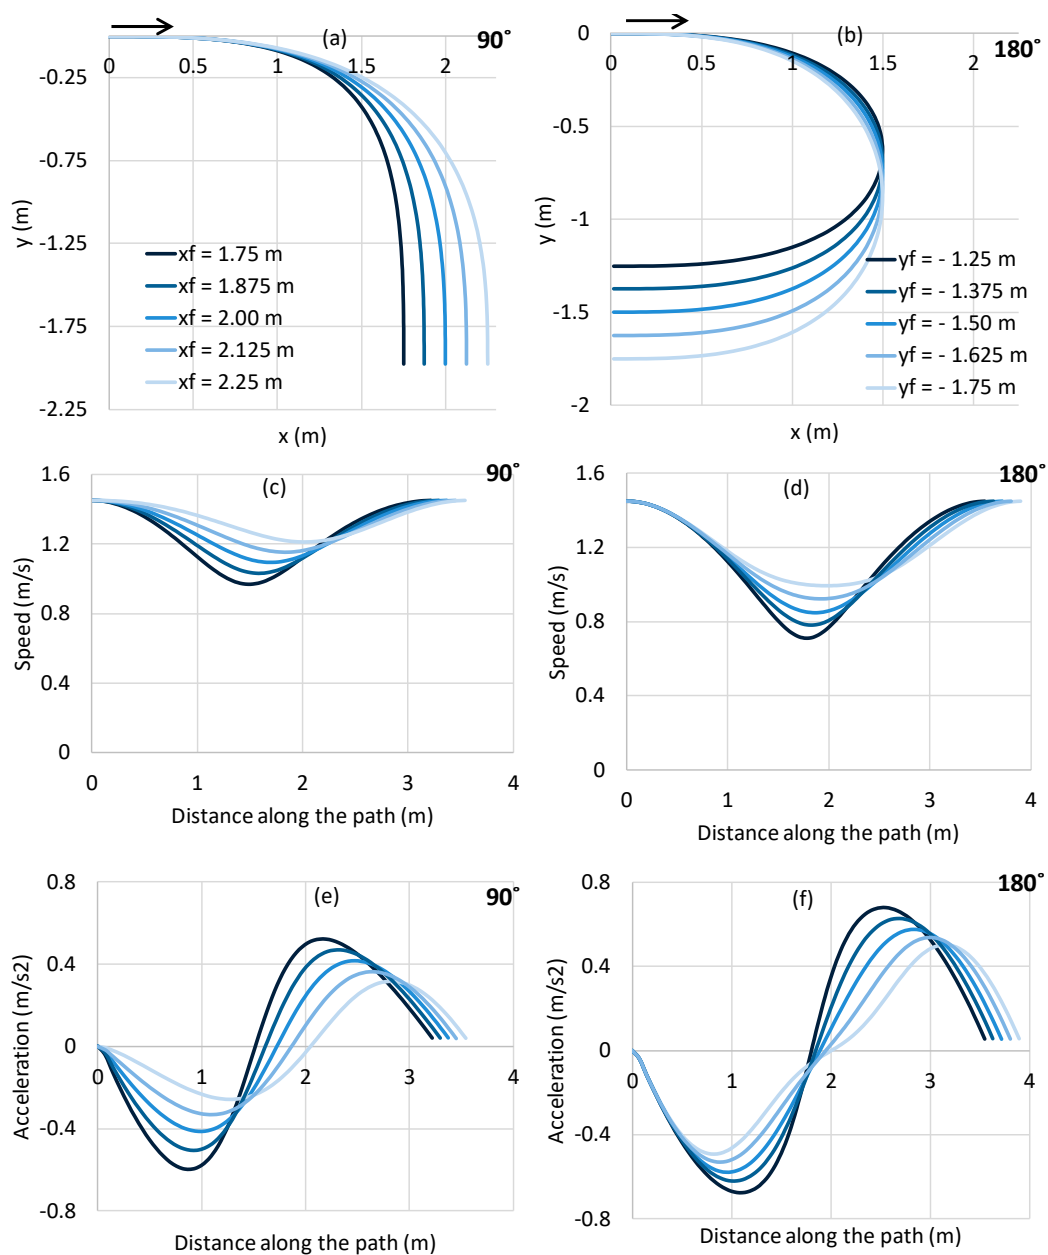 (a)
90°
0
0.5
1
1.5
2
-0.25
-0.75
-1.25
-1.75
-2.25
y (m)
x (m)
xf = 1.75 m
xf = 1.875 m
xf = 2.00 m
xf = 2.125 m
xf = 2.25 m
(b)
180°
0
0
0.5
1
1.5
2
-0.5
-1
-1.5
-2
y (m)
x (m)
yf = - 1.25 m
yf = - 1.375 m
yf = - 1.50 m
yf = - 1.625 m
yf = - 1.75 m
(c)
90°
1.6
1.2
0.8
0.4
0
0
1
2
3
4
Speed (m/s)
Distance along the path (m)
(d)
180°
1.6
1.2
0.8
0.4
0
0
1
2
3
4
Speed (m/s)
Distance along the path (m)
(e)
90°
0.8
0.4
0
-0.4
-0.8
0
1
2
3
4
Acceleration (m/s2)
Distance along the path (m)
(f)
180°
0.8
0.4
0
-0.4
-0.8
0
1
2
3
4
Acceleration (m/s2)
Distance along the path (m)